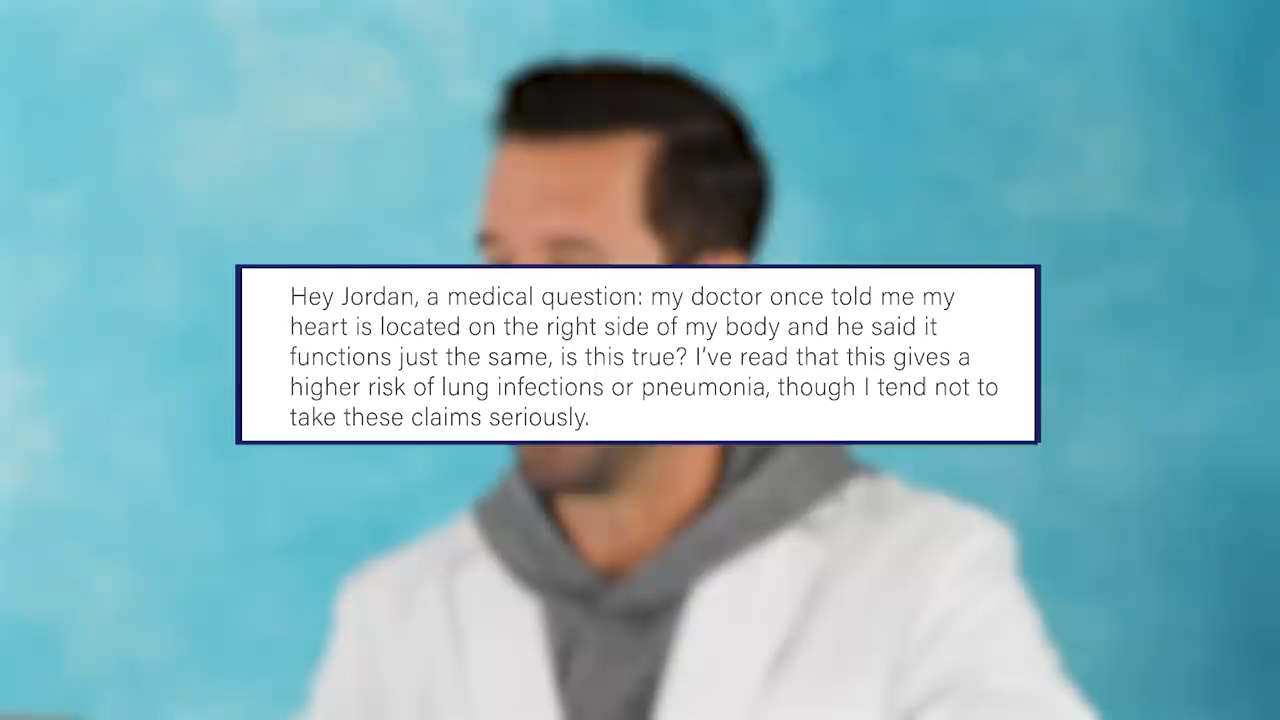 Hey Jordan, a medical question: my doctor once told me my
heart is located on the right side of my body and he said it
functions just the same, is this true? I've read that this gives a
higher risk of lung infections or pneumonia, though I tend not to
take these claims seriously.